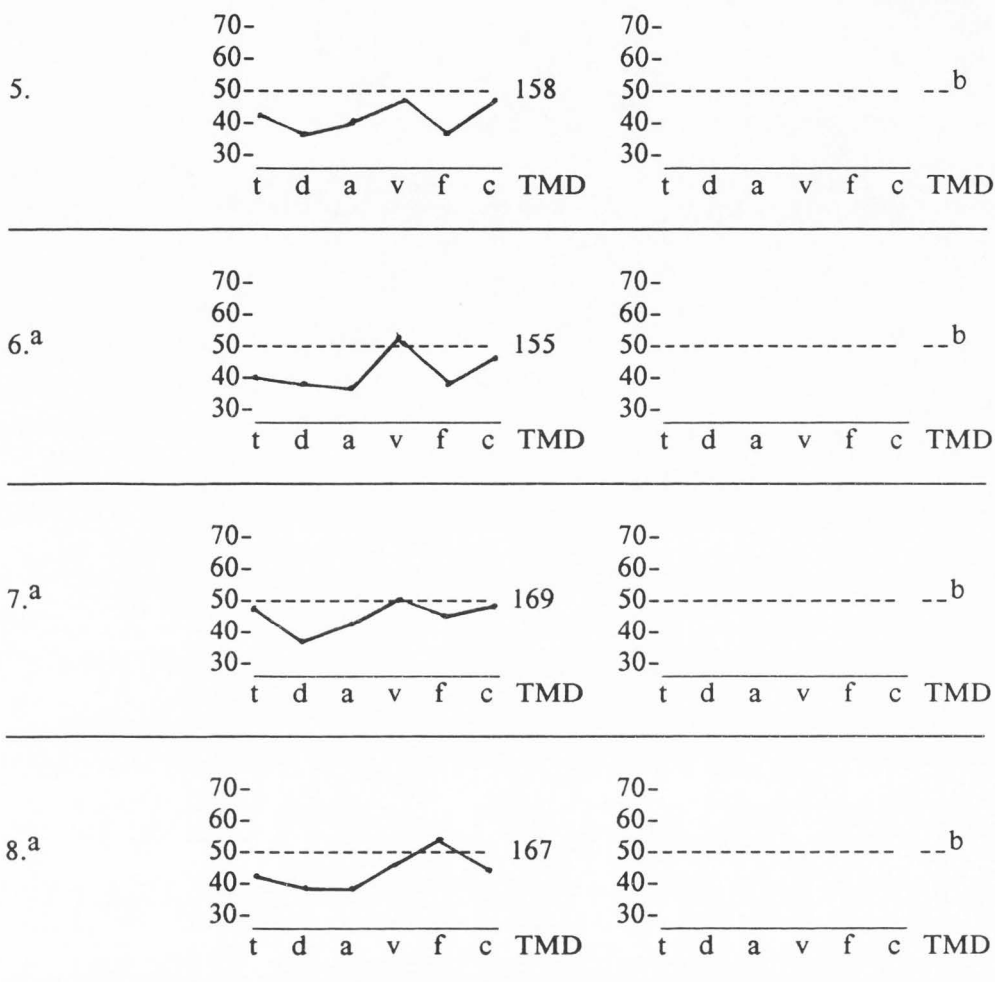 70- 70-
60- 60-
5. 50- 158 50- b
40- 40-
30- 30-
t d a v f c TMD t d a v f c TMD
70- 70-
60- 60-
6.a 50- 155 50- b
40- 40-
30- 30-
t d a v f c TMD t d a v f c TMD
70- 70-
60- 60-
7.a 50- 169 50- b
40- 40-
30- 30-
t d a v f c TMD t d a v f c TMD
70- 70-
60- 60-
8.a 50- 167 50- b
40- 40-
30- 30-
t d a v f c TMD t d a v f c TMD